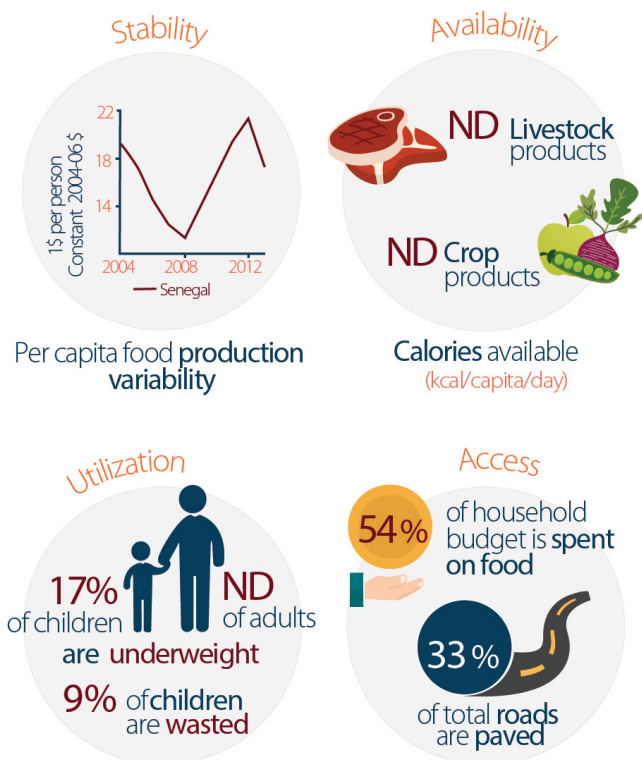 Stability
1$ per person
Constant 2004-06 $
22
18
14
2004 2008 2012
Senegal
Per capita food production
variability
Availability
ND Livestock
products
ND Crop
products
Calories available
(kcal/capita/day)
Utilization
17%
of children
ND
of adults
are underweight
9% of children
are wasted
Access
54%
of household
budget is spent
on food
33%
of total roads
are paved